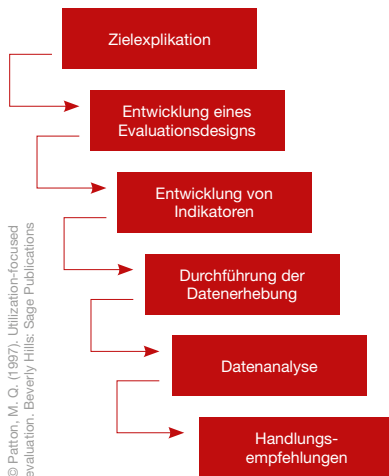 Zielexplikation
Entwicklung eines
Evaluationsdesigns
Entwicklung von
Indikatoren
Durchführung der
Datenerhebung
Datenanalyse
Handlungs-
empfehlungen
© Patton, M. Q. (1997). Utilization-focused
evaluation. Beverly Hills: Sage Publications